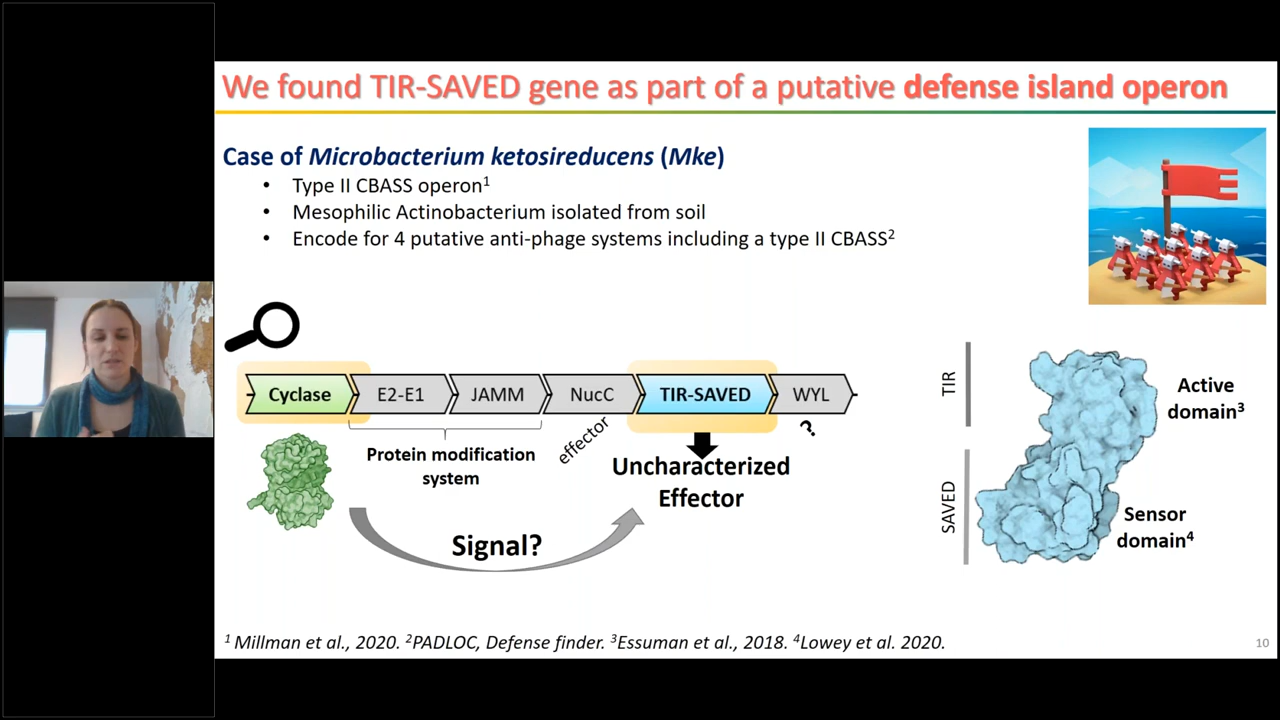 We found TIR-SAVED gene as part of a putative defense island operon
Case of Microbacterium ketosireducens (Mke)
• Type II CBASS operon¹
• Mesophilic Actinobacterium isolated from soil
• Encode for 4 putative anti-phage systems including a type II CBASS²
Cyclase
E2-E1
JAMM
NucC
TIR-SAVED
WYL
effector
?
Protein modification
system
Uncharacterized
Effector
Signal?
TIR
Active
domain³
SAVED
Sensor
domain⁴
¹ Millman et al., 2020. ²PADLOC, Defense finder. ³Essuman et al., 2018. ⁴Lowey et al. 2020.
10